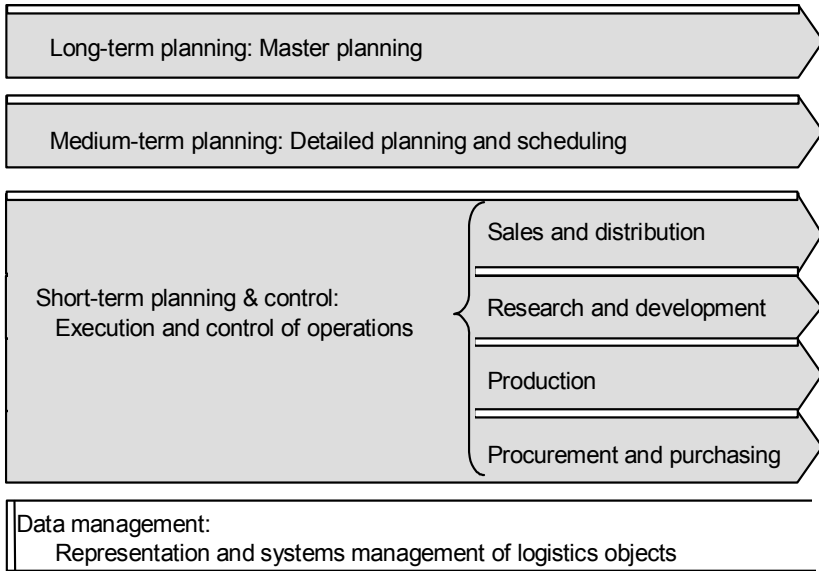 Long-term planning: Master planning
Medium-term planning: Detailed planning and scheduling
Short-term planning & control:
Execution and control of operations
Sales and distribution
Research and development
Production
Procurement and purchasing
Data management:
Representation and systems management of logistics objects